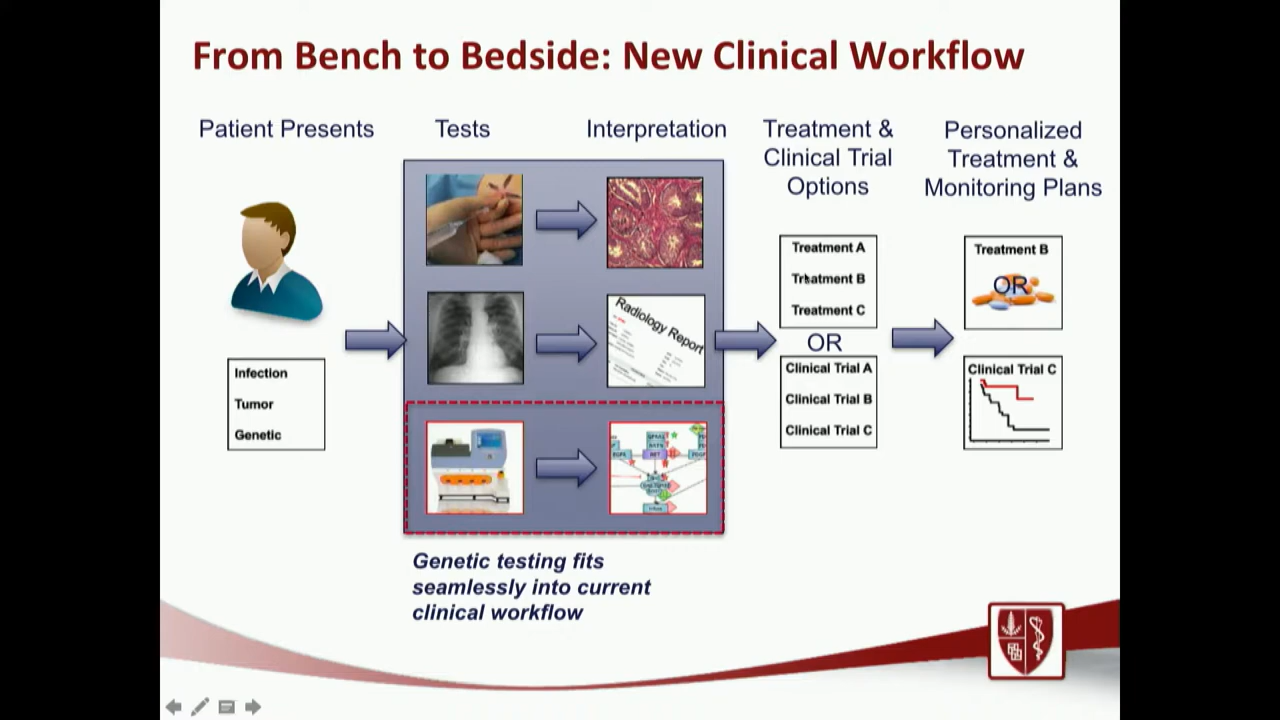 From Bench to Bedside: New Clinical Workflow
Patient Presents
Tests
Interpretation
Treatment &
Clinical Trial
Options
Personalized
Treatment &
Monitoring Plans
Infection
Tumor
Genetic
Radiology Report
Treatment A
Treatment B
Treatment C
OR
Clinical Trial A
Clinical Trial B
Clinical Trial C
Treatment B
OR
Clinical Trial C
Genetic testing fits
seamlessly into current
clinical workflow